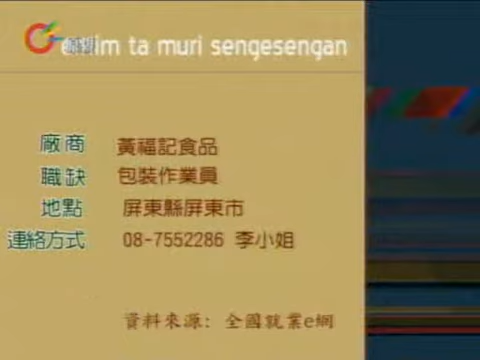 ta muri sengesengan
廠商 黃福記食品
職缺 包裝作業員
地點 屏東縣屏東市
連絡方式 08-7552286 李小姐
資料來源: 全國就業e網